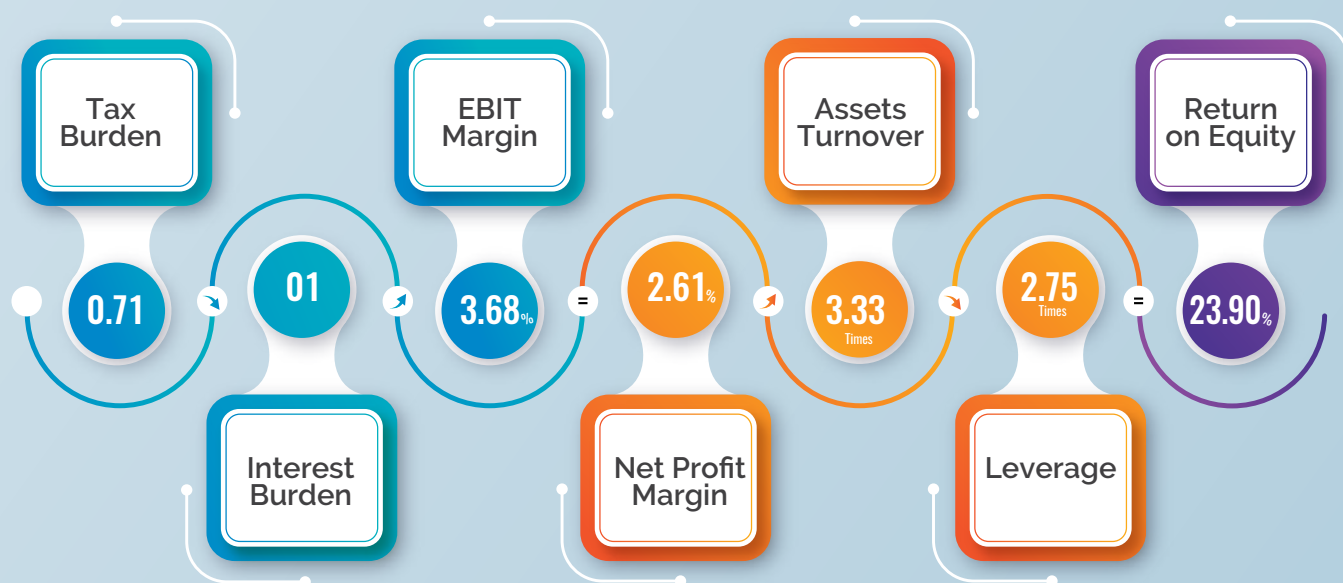 Tax
Burden
0.71
01
Interest
Burden
EBIT
Margin
3.68%
=
2.61%
Net Profit
Margin
Assets
Turnover
3.33
Times
2.75
Times
Leverage
=
Return
on Equity
23.90%